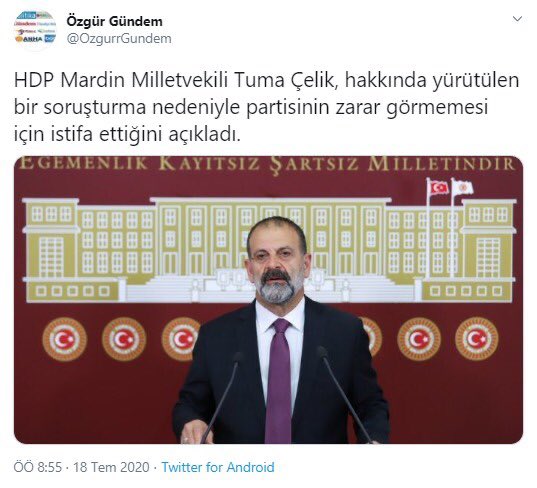 Özgür Gündem
@OzgurrGundem
HDP Mardin Milletvekili Tuma Çelik, hakkında yürütülen
bir soruşturma nedeniyle partisinin zarar görmemesi
için istifa ettiğini açıkladı.
EGEMENLİK KAYITSIZ ŞARTSIZ MİLLETİNDİR
ÖÖ 8:55 · 18 Tem 2020 · Twitter for Android